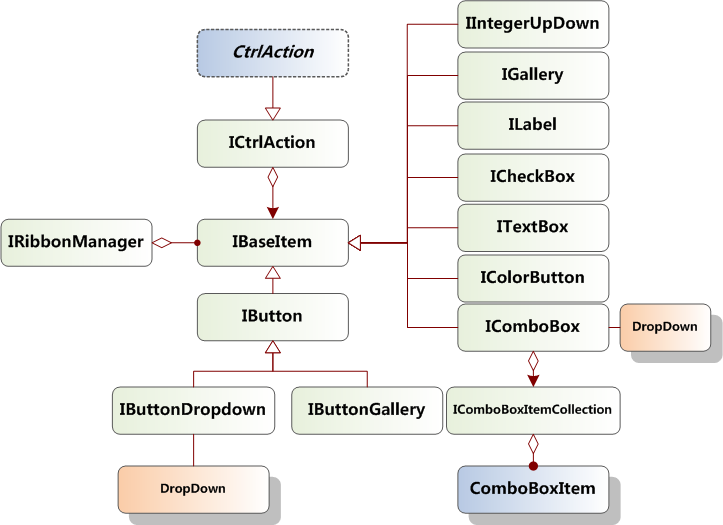 IIntegerUpDown
CtrlAction
IGallery
ILabel
ICtrlAction
ICheckBox
ITextBox
IRibbonManager
IBaseItem
IColorButton
IButton
IComboBox
DropDown
IButtonDropdown
IButtonGallery
IComboBoxItemCollection
DropDown
ComboBoxItem